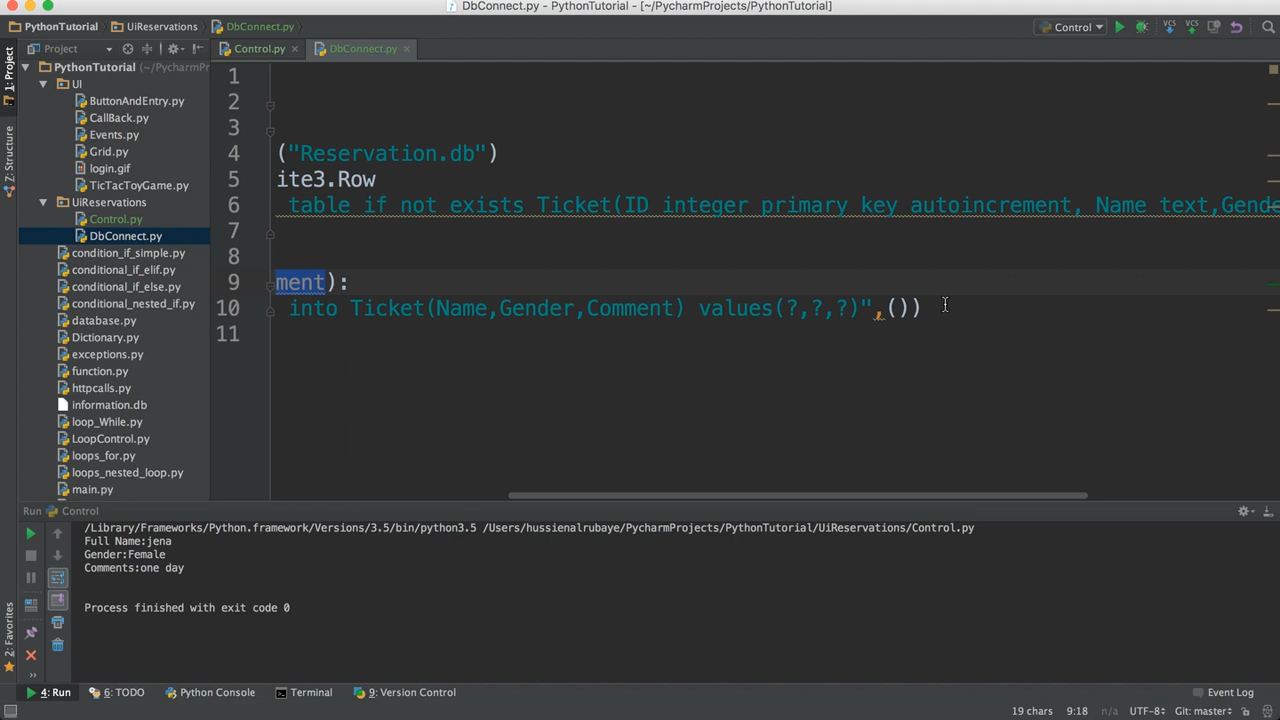 DbConnect.py - PythonTutorial - [~/PycharmProjects/PythonTutorial]
PythonTutorial UiReservations DbConnect.py Control
Project Control.py DbConnect.py
1: Project
Z: Structure
2: Favorites
PythonTutorial (~/PycharmPr
UI
ButtonAndEntry.py
CallBack.py
Events.py
Grid.py
login.gif
TicTacToyGame.py
UiReservations
Control.py
DbConnect.py
condition_if_simple.py
conditional_if_elif.py
conditional_if_else.py
conditional_nested_if.py
database.py
Dictionary.py
exceptions.py
function.py
httpcalls.py
information.db
loop_While.py
LoopControl.py
loops_for.py
loops_nested_loop.py
main.py
1
2
3
4 ("Reservation.db")
5 ite3.Row
6 table if not exists Ticket(ID integer primary key autoincrement, Name text,Gende
7
8
9 ment):
10 into Ticket(Name,Gender,Comment) values(?,?,?)",())
11
Run Control
/Library/Frameworks/Python.framework/Versions/3.5/bin/python3.5 /Users/hussienalrubaye/PycharmProjects/PythonTutorial/UiReservations/Control.py
Full Name:jena
Gender:Female
Comments:one day
Process finished with exit code 0
4: Run 6: TODO Python Console Terminal 9: Version Control Event Log
19 chars 9:18 n/a UTF-8 Git: master